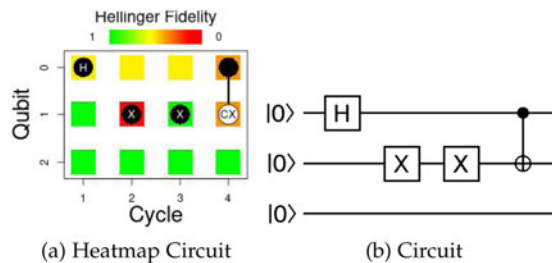 Hellinger Fidelity
1 0
Qubit
0 H
1 X X CX
2
1 2 3 4
Cycle
(a) Heatmap Circuit
|0⟩ H
|0⟩ X X
|0⟩
(b) Circuit